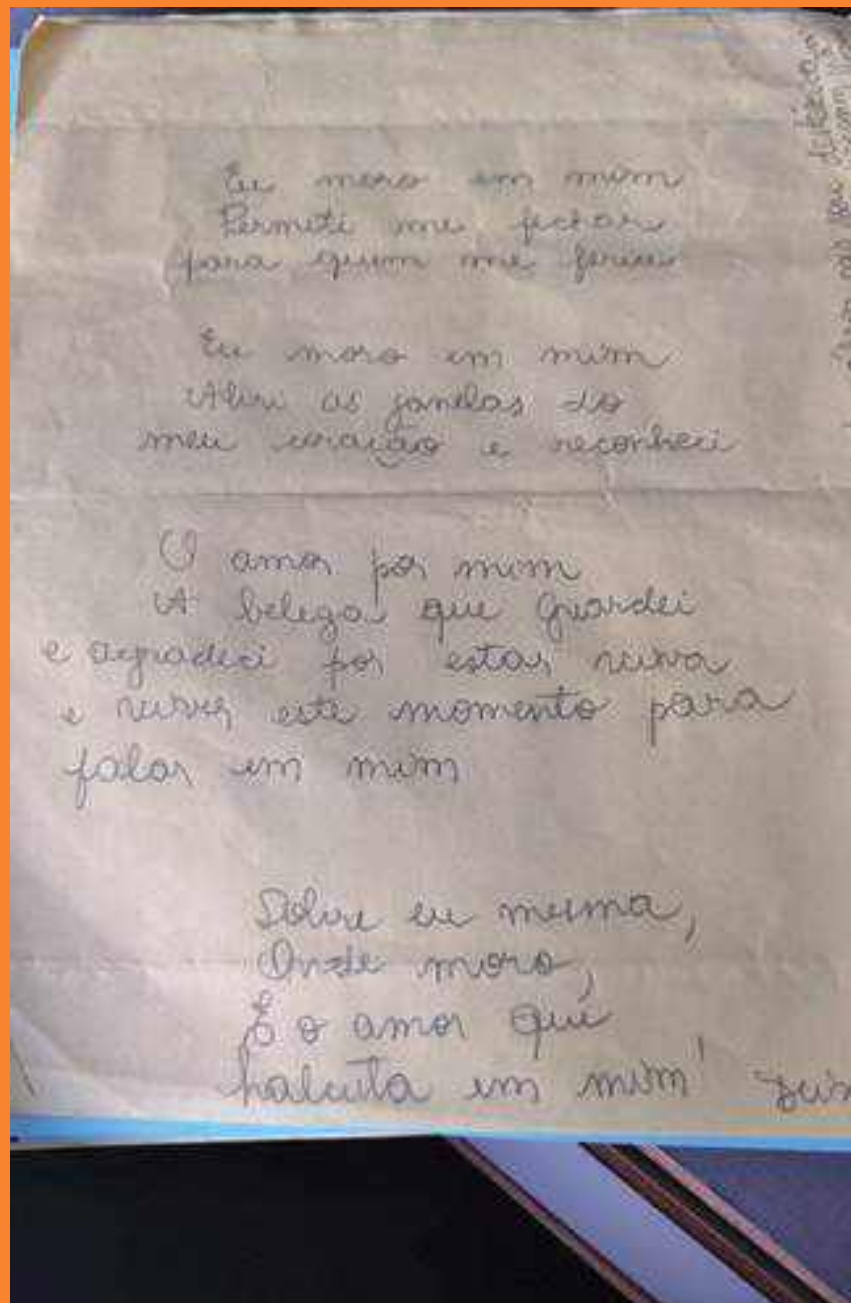 Eu moro em mim
Permiti me fechar
para quem me feriu
Eu moro em mim
Abri as janelas do
meu coração e reconheci
O amor por mim
A beleza que guardei
e agradeci por estar viva
e viver este momento para
falar em mim
Sobre eu mesma,
Onde moro,
É o amor que
habita em mim!